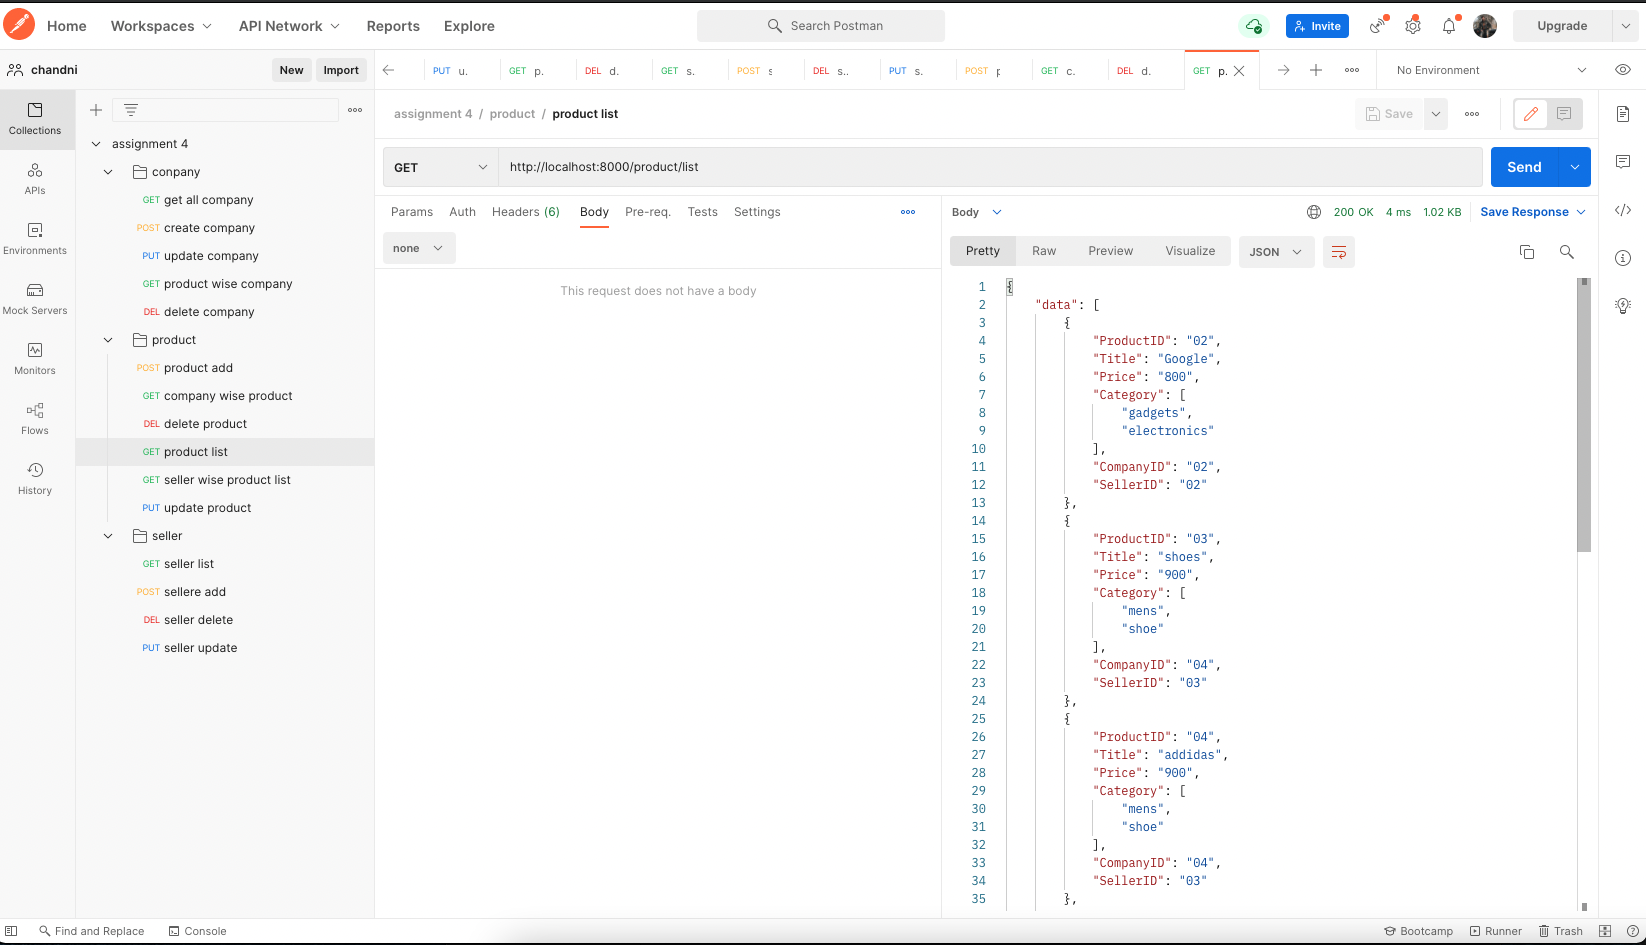 Home Workspaces API Network Reports Explore Search Postman Invite Upgrade
chandni New Import PUT u. GET p. DEL d. GET s. POST s DEL s.. PUT s. POST p GET c. DEL d. GET p. No Environment
Collections
APIs
Environments
Mock Servers
Monitors
Flows
History
assignment 4
conpany
GET get all company
POST create company
PUT update company
GET product wise company
DEL delete company
product
POST product add
GET company wise product
DEL delete product
GET product list
GET seller wise product list
PUT update product
seller
GET seller list
POST sellere add
DEL seller delete
PUT seller update
assignment 4 / product / product list Save
GET http://localhost:8000/product/list Send
Params Auth Headers (6) Body Pre-req. Tests Settings
none
This request does not have a body
Body 200 OK 4 ms 1.02 KB Save Response
Pretty Raw Preview Visualize JSON
1 {
2 "data": [
3 {
4 "ProductID": "02",
5 "Title": "Google",
6 "Price": "800",
7 "Category": [
8 "gadgets",
9 "electronics"
10 ],
11 "CompanyID": "02",
12 "SellerID": "02"
13 },
14 {
15 "ProductID": "03",
16 "Title": "shoes",
17 "Price": "900",
18 "Category": [
19 "mens",
20 "shoe"
21 ],
22 "CompanyID": "04",
23 "SellerID": "03"
24 },
25 {
26 "ProductID": "04",
27 "Title": "addidas",
28 "Price": "900",
29 "Category": [
30 "mens",
31 "shoe"
32 ],
33 "CompanyID": "04",
34 "SellerID": "03"
35 },
Find and Replace Console Bootcamp Runner Trash